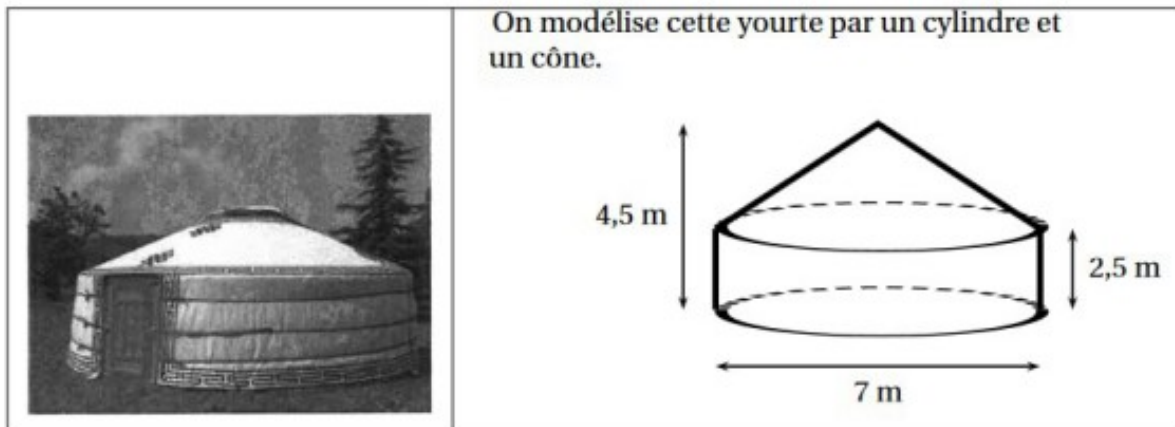 On modélise cette yourte par un cylindre et
un cône.
4,5 m
2,5 m
7 m